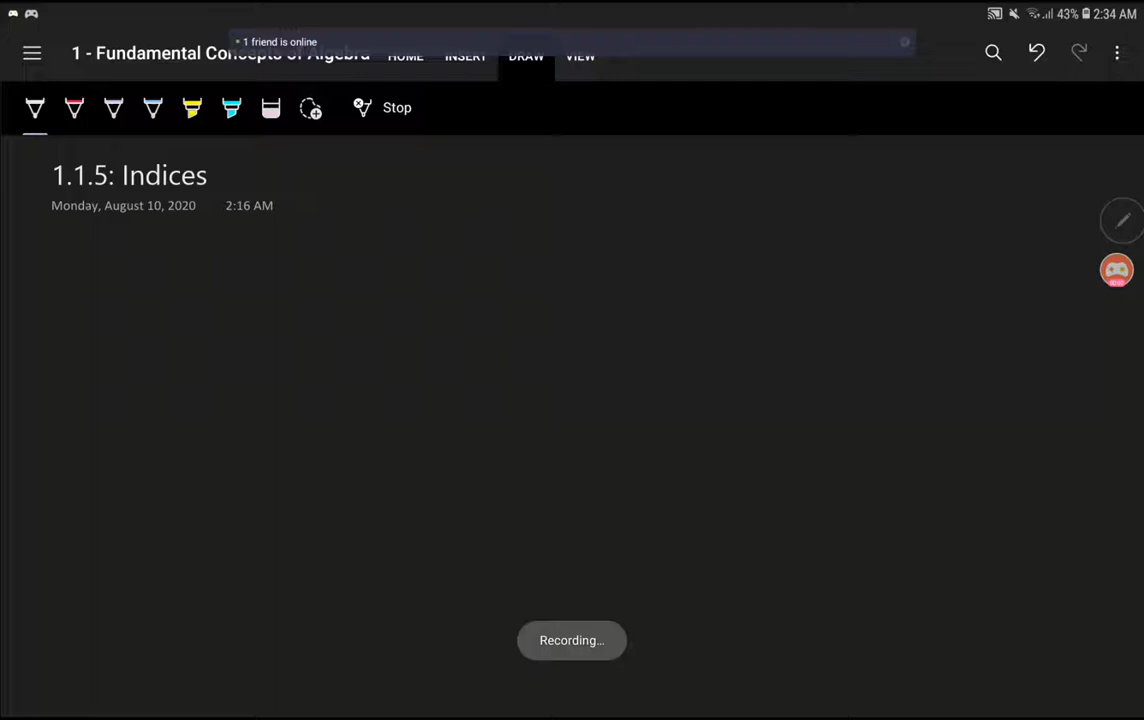 43% 2:34 AM
• 1 friend is online
1 - Fundamental Concepts of Algebra HOME INSERT DRAW VIEW
Stop
1.1.5: Indices
Monday, August 10, 2020 2:16 AM
Recording...